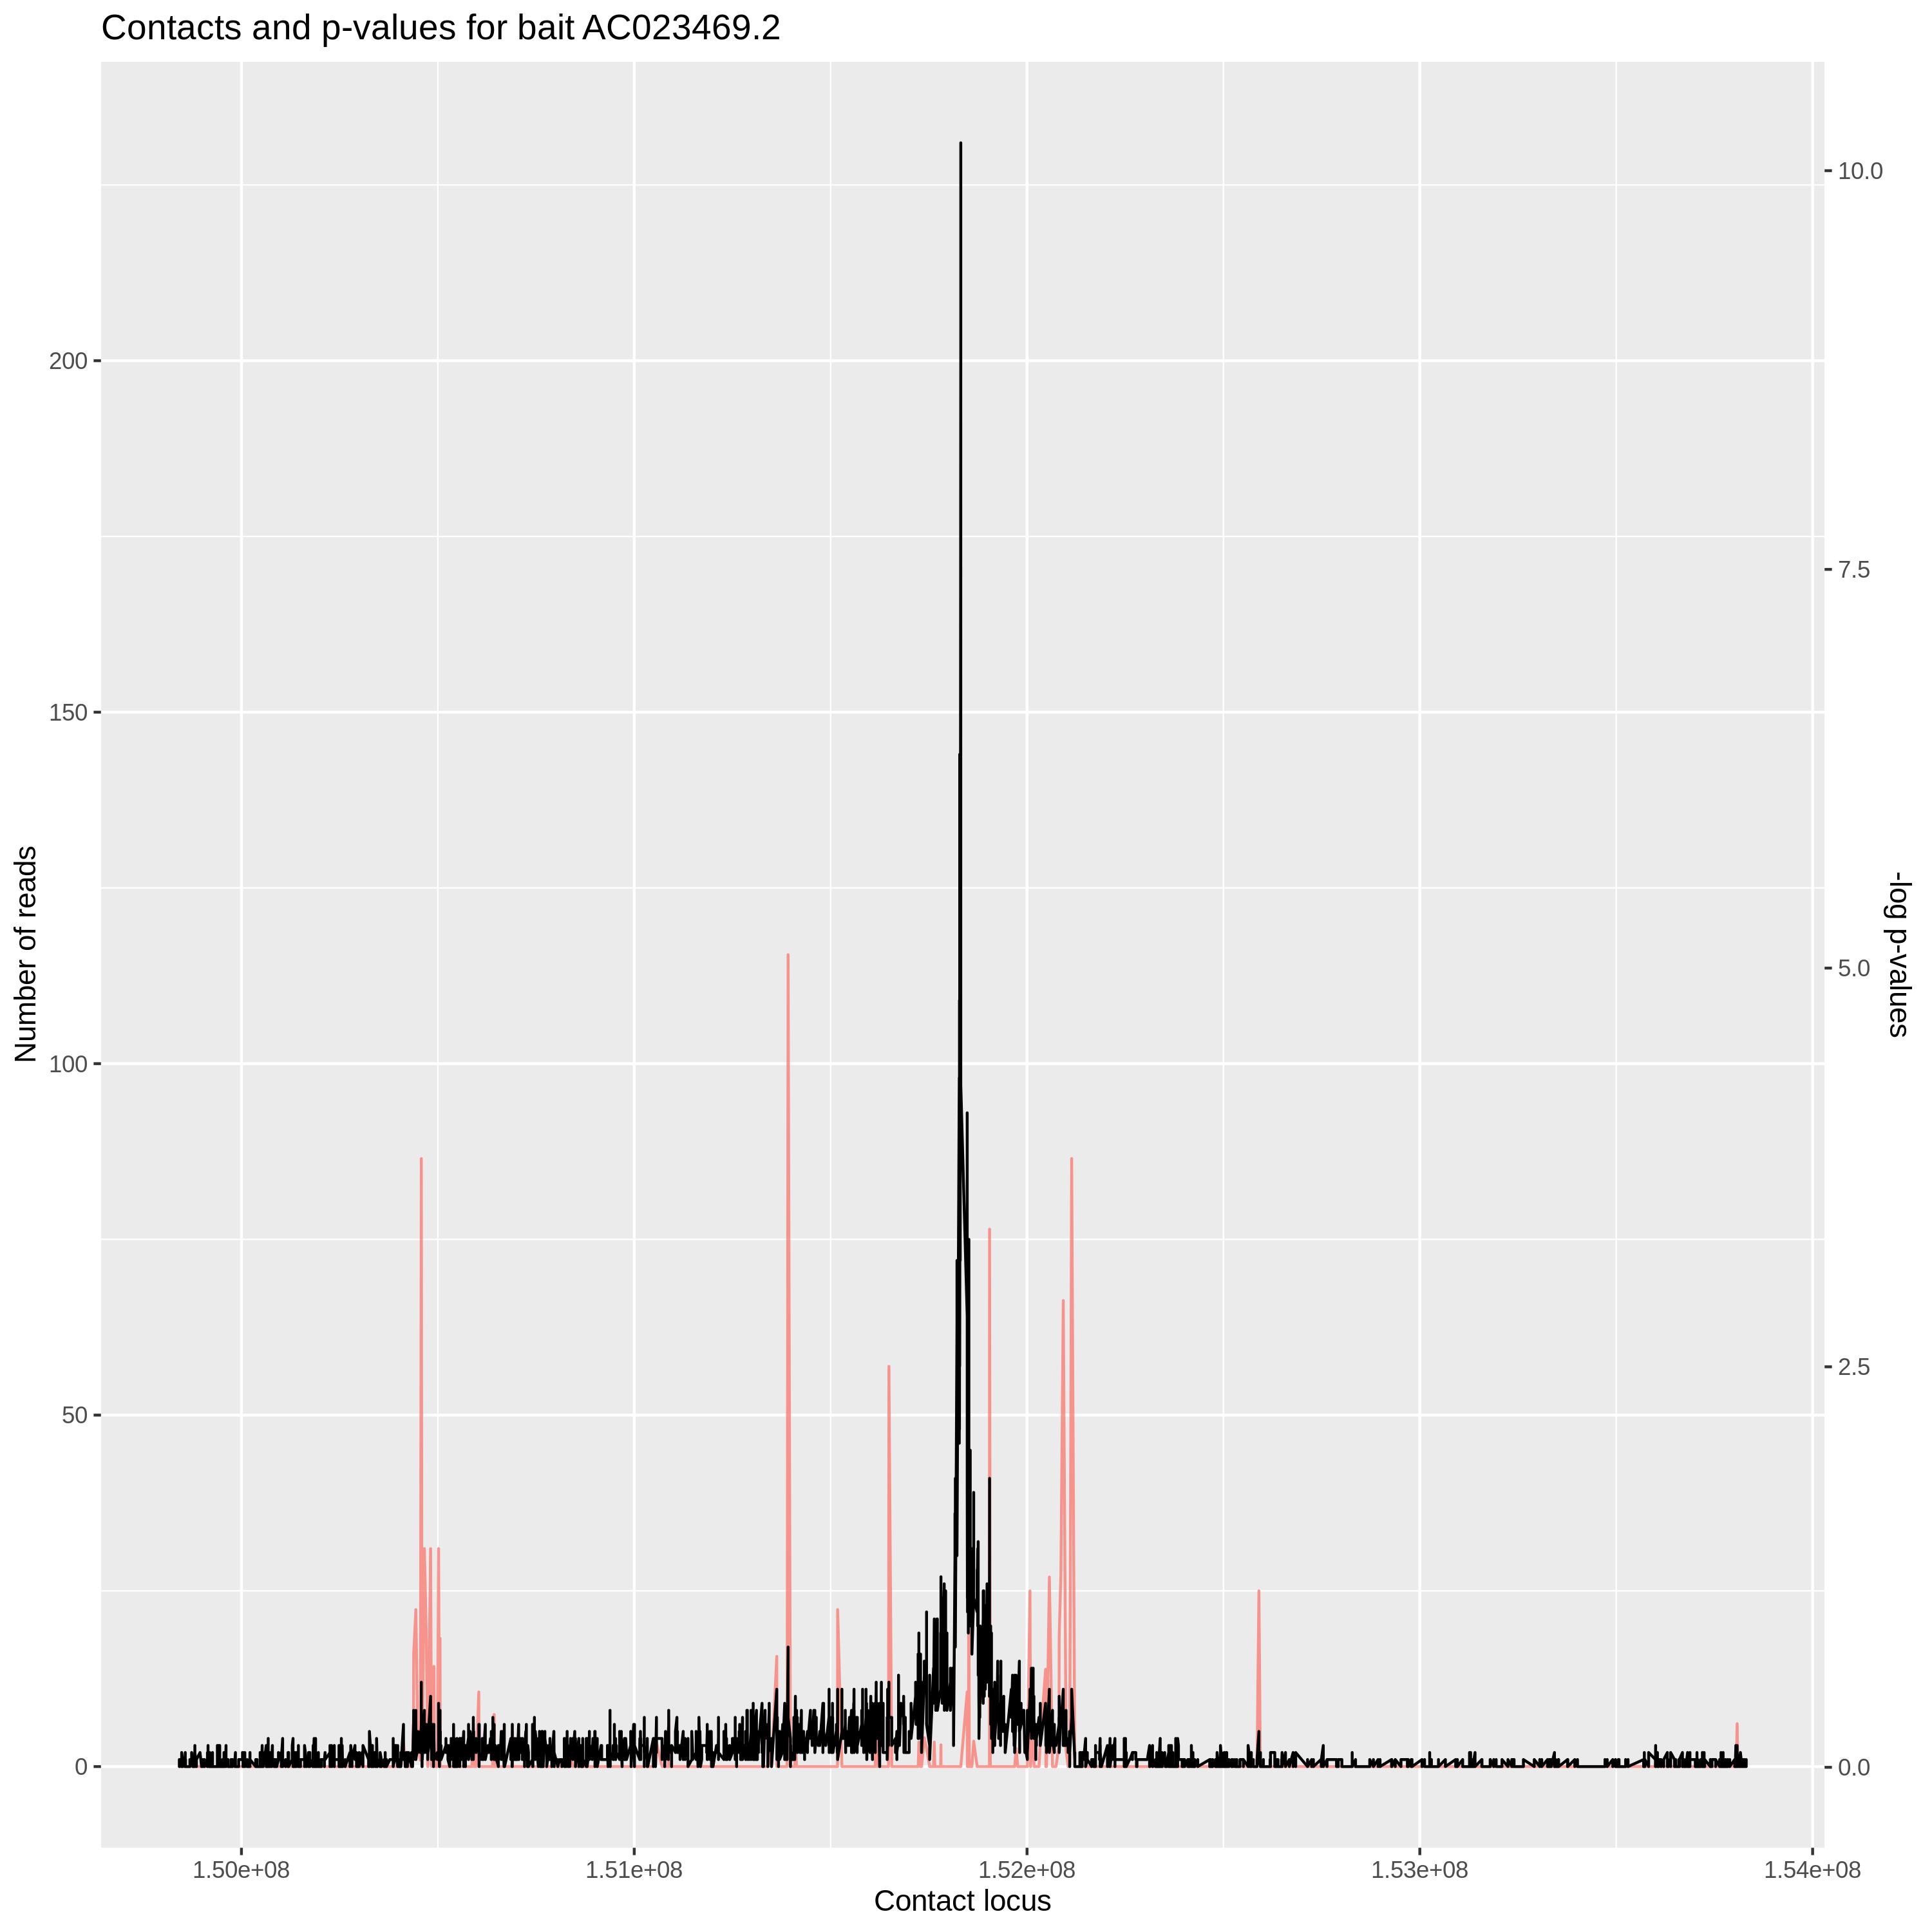 Contacts and p-values for bait AC023469.2
Number of reads
200
150
100
50
0
10.0
7.5
5.0
2.5
0.0
-log p-values
1.50e+08
1.51e+08
1.52e+08
1.53e+08
1.54e+08
Contact locus